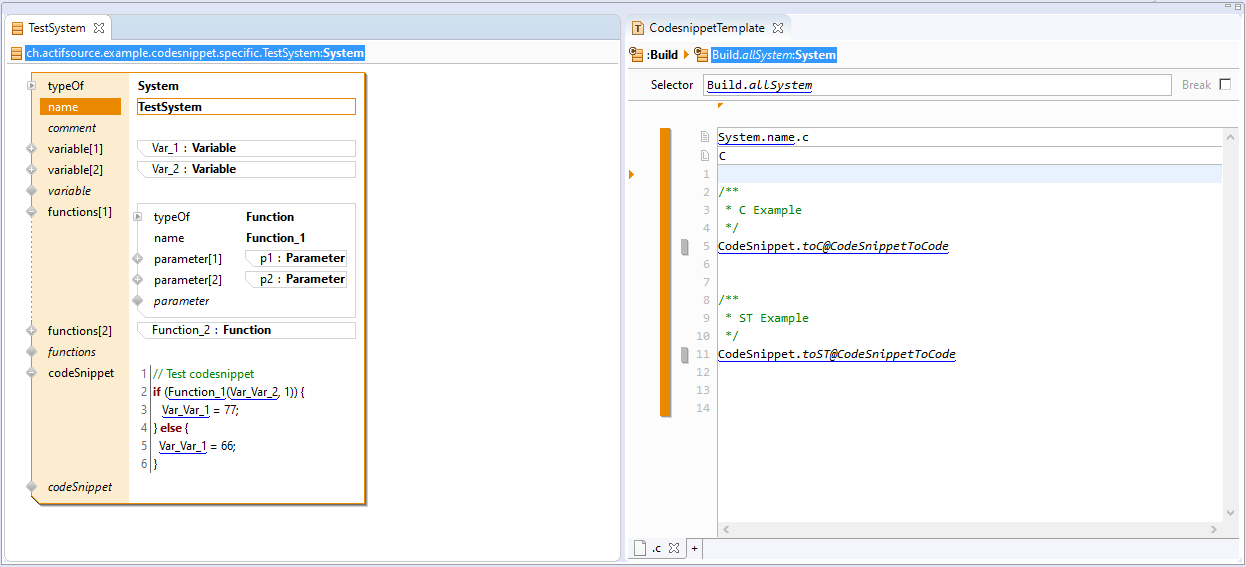 TestSystem
ch.actifsource.example.codesnippet.specific.TestSystem:System
typeOf System
name TestSystem
comment
variable[1] Var_1 : Variable
variable[2] Var_2 : Variable
variable
functions[1]
typeOf Function
name Function_1
parameter[1] p1 : Parameter
parameter[2] p2 : Parameter
parameter
functions[2] Function_2 : Function
functions
codeSnippet
1 // Test codesnippet
2 if (Function_1(Var_Var_2, 1)) {
3 Var_Var_1 = 77;
4 } else {
5 Var_Var_1 = 66;
6 }
codeSnippet
CodesnippetTemplate
:Build Build.allSystem:System
Selector Build.allSystem Break
System.name.c
C
1
2 /**
3 * C Example
4 */
5 CodeSnippet.toC@CodeSnippetToCode
6
7
8 /**
9 * ST Example
10 */
11 CodeSnippet.toST@CodeSnippetToCode
12
13
14
.c +